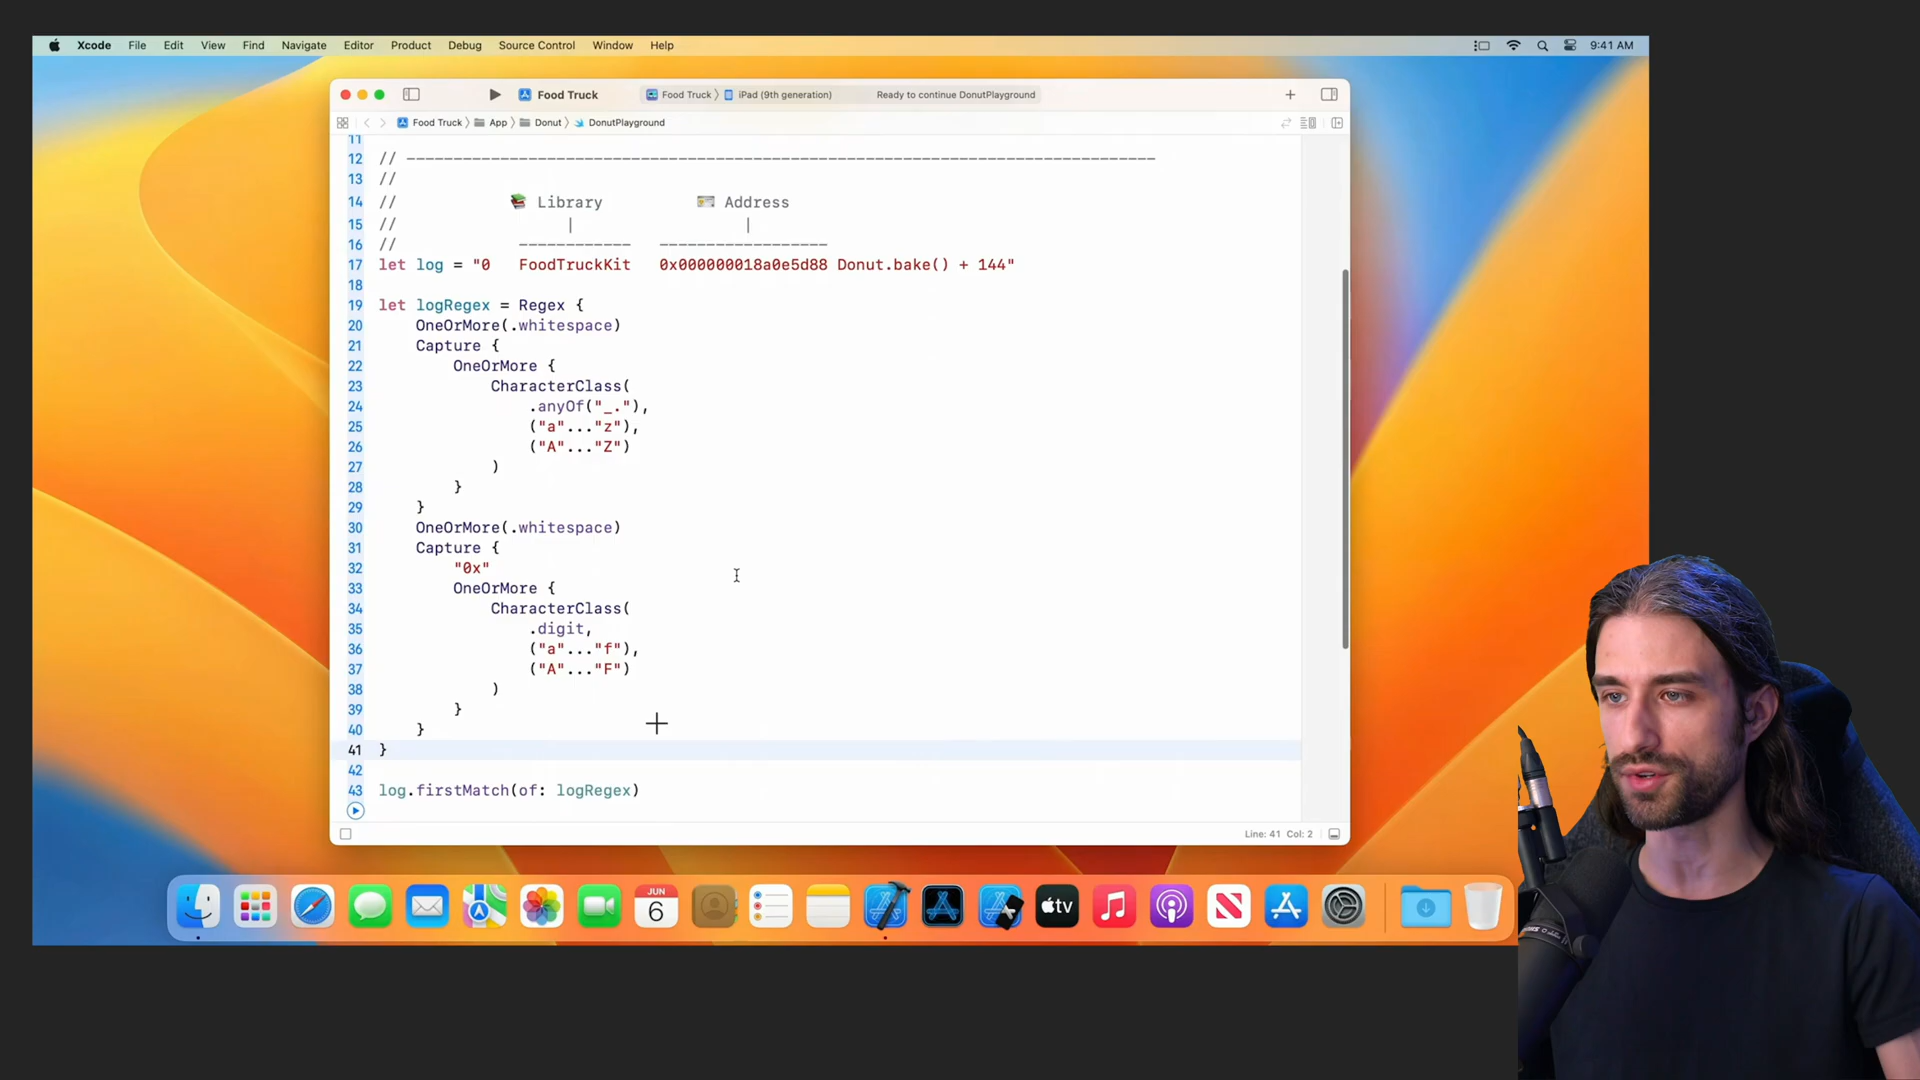 Xcode File Edit View Find Navigate Editor Product Debug Source Control Window Help 9:41 AM
Food Truck Food Truck iPad (9th generation) Ready to continue DonutPlayground
Food Truck App Donut DonutPlayground
11
12 // --------------------------------------------------------------------------------
13 //
14 // 📚 Library 📇 Address
15 // | |
16 // ------------ ------------------
17 let log = "0   FoodTruckKit   0x000000018a0e5d88 Donut.bake() + 144"
18
19 let logRegex = Regex {
20 OneOrMore(.whitespace)
21 Capture {
22 OneOrMore {
23 CharacterClass(
24 .anyOf("_."),
25 ("a"..."z"),
26 ("A"..."Z")
27 )
28 }
29 }
30 OneOrMore(.whitespace)
31 Capture {
32 "0x"
33 OneOrMore {
34 CharacterClass(
35 .digit,
36 ("a"..."f"),
37 ("A"..."F")
38 )
39 }
40 }
41 }
42
43 log.firstMatch(of: logRegex)
Line: 41 Col: 2
JUN
6
tv